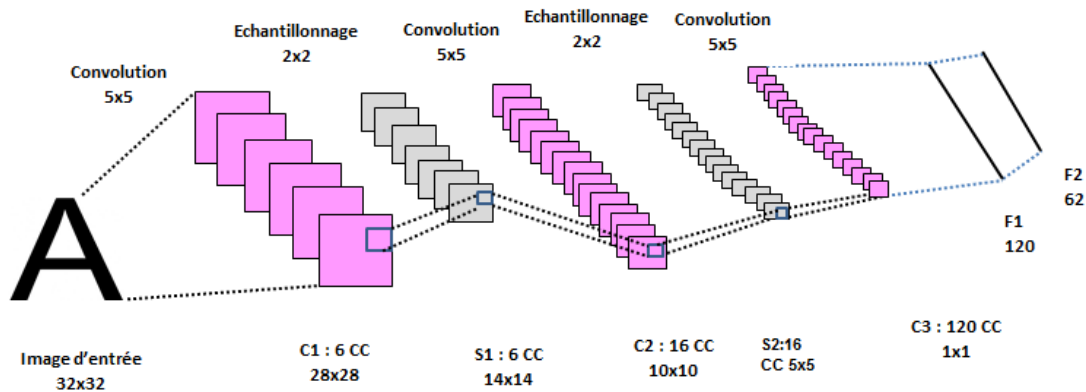 Convolution
5x5
Echantillonnage
2x2
Convolution
5x5
Echantillonnage
2x2
Convolution
5x5
A
Image d'entrée
32x32
C1 : 6 CC
28x28
S1 : 6 CC
14x14
C2 : 16 CC
10x10
S2:16
CC 5x5
C3 : 120 CC
1x1
F1
120
F2
62